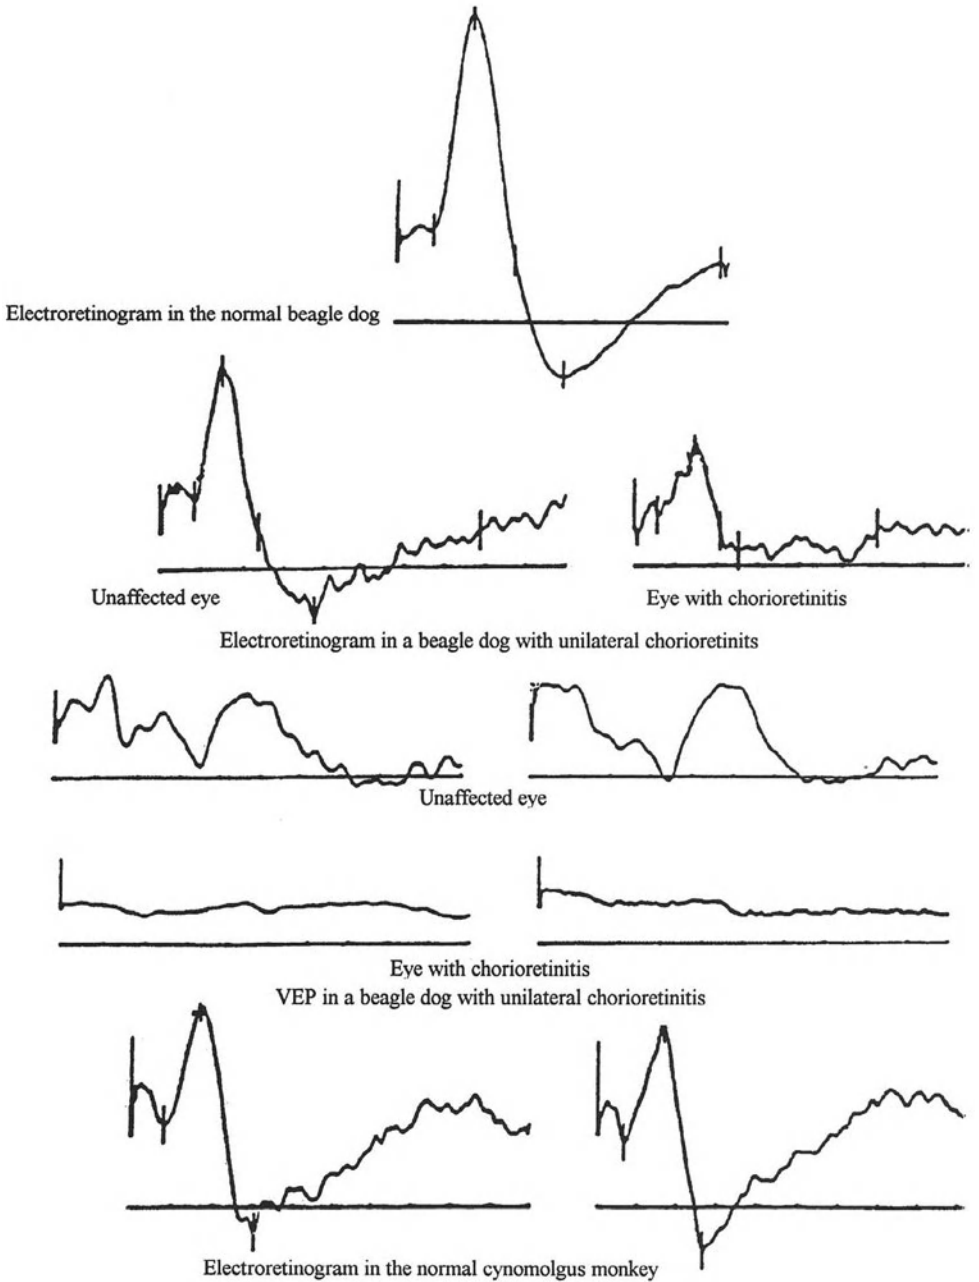 Electroretinogram in the normal beagle dog
Unaffected eye
Eye with chorioretinitis
Electroretinogram in a beagle dog with unilateral chorioretinits
Unaffected eye
Eye with chorioretinitis
VEP in a beagle dog with unilateral chorioretinitis
Electroretinogram in the normal cynomolgus monkey